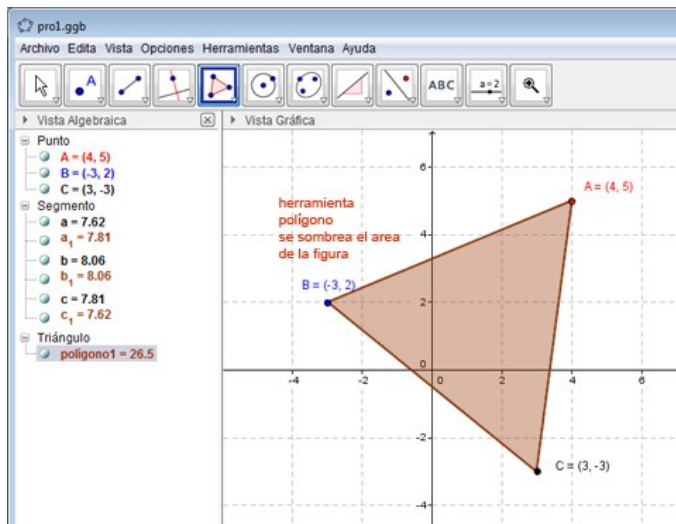 pro1.ggb
Archivo Edita Vista Opciones Herramientas Ventana Ayuda
A
ABC
a=2
Vista Algebraica
Punto
A = (4, 5)
B = (-3, 2)
C = (3, -3)
Segmento
a = 7.62
a₁ = 7.81
b = 8.06
b₁ = 8.06
c = 7.81
c₁ = 7.62
Triángulo
poligono1 = 26.5
Vista Gráfica
herramienta
polígono
se sombrea el area
de la figura
A = (4, 5)
B = (-3, 2)
C = (3, -3)
6
4
2
0
-2
-4
-4
-2
0
2
4
6